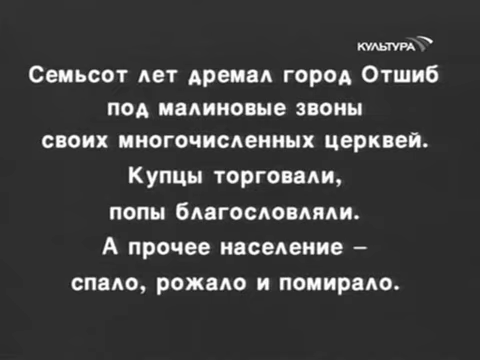 КУЛЬТУРА
Семьсот лет дремал город Отшиб
под малиновые звоны
своих многочисленных церквей.
Купцы торговали,
попы благословляли.
А прочее население –
спало, рожало и помирало.